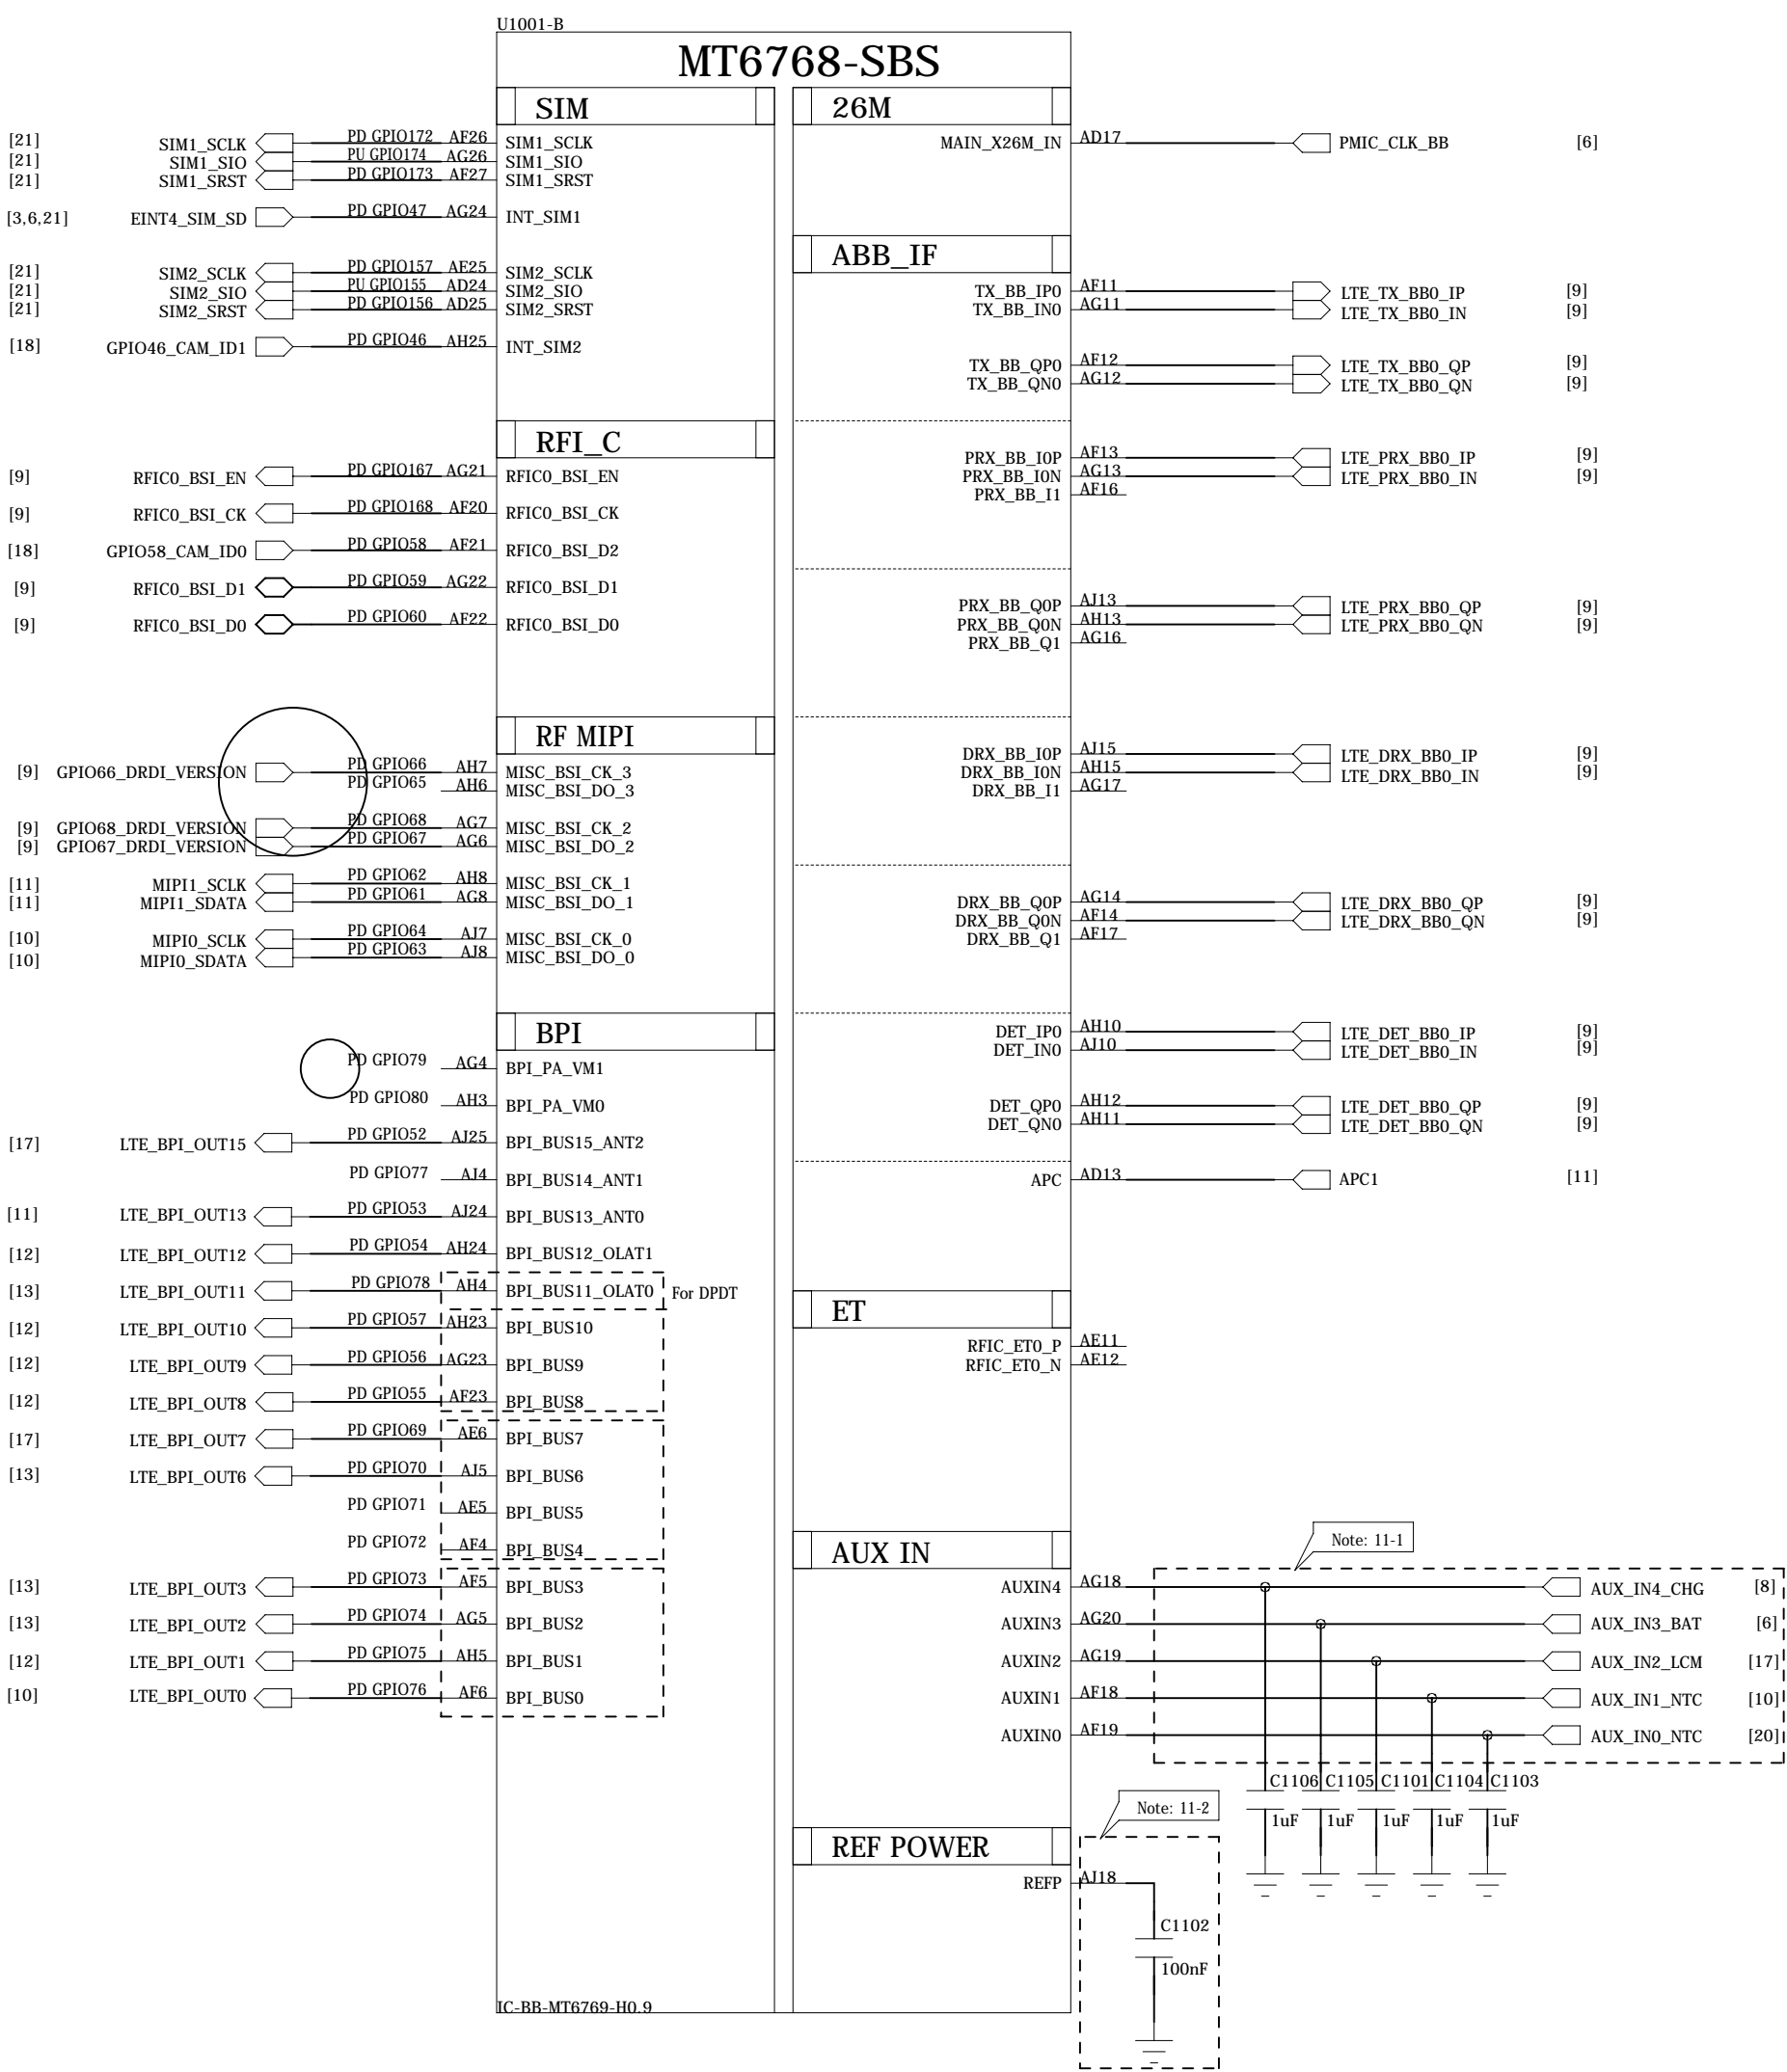 U1001-B
MT6768-SBS
SIM
[21] SIM1_SCLK PD GPIO172 AF26 SIM1_SCLK
[21] SIM1_SIO PU GPIO174 AG26 SIM1_SIO
[21] SIM1_SRST PD GPIO173 AF27 SIM1_SRST
[3,6,21] EINT4_SIM_SD PD GPIO47 AG24 INT_SIM1
[21] SIM2_SCLK PD GPIO157 AE25 SIM2_SCLK
[21] SIM2_SIO PU GPIO155 AD24 SIM2_SIO
[21] SIM2_SRST PD GPIO156 AD25 SIM2_SRST
[18] GPIO46_CAM_ID1 PD GPIO46 AH25 INT_SIM2
RFI_C
[9] RFIC0_BSI_EN PD GPIO167 AG21 RFIC0_BSI_EN
[9] RFIC0_BSI_CK PD GPIO168 AF20 RFIC0_BSI_CK
[18] GPIO58_CAM_ID0 PD GPIO58 AF21 RFIC0_BSI_D2
[9] RFIC0_BSI_D1 PD GPIO59 AG22 RFIC0_BSI_D1
[9] RFIC0_BSI_D0 PD GPIO60 AF22 RFIC0_BSI_D0
RF MIPI
[9] GPIO66_DRDI_VERSION PD GPIO66 AH7 MISC_BSI_CK_3
PD GPIO65 AH6 MISC_BSI_DO_3
[9] GPIO68_DRDI_VERSION PD GPIO68 AG7 MISC_BSI_CK_2
[9] GPIO67_DRDI_VERSION PD GPIO67 AG6 MISC_BSI_DO_2
[11] MIPI1_SCLK PD GPIO62 AH8 MISC_BSI_CK_1
[11] MIPI1_SDATA PD GPIO61 AG8 MISC_BSI_DO_1
[10] MIPI0_SCLK PD GPIO64 AJ7 MISC_BSI_CK_0
[10] MIPI0_SDATA PD GPIO63 AJ8 MISC_BSI_DO_0
BPI
PD GPIO79 AG4 BPI_PA_VM1
PD GPIO80 AH3 BPI_PA_VM0
[17] LTE_BPI_OUT15 PD GPIO52 AJ25 BPI_BUS15_ANT2
PD GPIO77 AJ4 BPI_BUS14_ANT1
[11] LTE_BPI_OUT13 PD GPIO53 AJ24 BPI_BUS13_ANT0
[12] LTE_BPI_OUT12 PD GPIO54 AH24 BPI_BUS12_OLAT1
[13] LTE_BPI_OUT11 PD GPIO78 AH4 BPI_BUS11_OLAT0 For DPDT
[12] LTE_BPI_OUT10 PD GPIO57 AH23 BPI_BUS10
[12] LTE_BPI_OUT9 PD GPIO56 AG23 BPI_BUS9
[12] LTE_BPI_OUT8 PD GPIO55 AF23 BPI_BUS8
[17] LTE_BPI_OUT7 PD GPIO69 AE6 BPI_BUS7
[13] LTE_BPI_OUT6 PD GPIO70 AJ5 BPI_BUS6
PD GPIO71 AE5 BPI_BUS5
PD GPIO72 AF4 BPI_BUS4
[13] LTE_BPI_OUT3 PD GPIO73 AF5 BPI_BUS3
[13] LTE_BPI_OUT2 PD GPIO74 AG5 BPI_BUS2
[12] LTE_BPI_OUT1 PD GPIO75 AH5 BPI_BUS1
[10] LTE_BPI_OUT0 PD GPIO76 AF6 BPI_BUS0
IC-BB-MT6769-H0.9
26M
MAIN_X26M_IN AD17 PMIC_CLK_BB [6]
ABB_IF
TX_BB_IP0 AF11 LTE_TX_BB0_IP [9]
TX_BB_IN0 AG11 LTE_TX_BB0_IN [9]
TX_BB_QP0 AF12 LTE_TX_BB0_QP [9]
TX_BB_QN0 AG12 LTE_TX_BB0_QN [9]
PRX_BB_I0P AF13 LTE_PRX_BB0_IP [9]
PRX_BB_I0N AG13 LTE_PRX_BB0_IN [9]
PRX_BB_I1 AF16
PRX_BB_Q0P AJ13 LTE_PRX_BB0_QP [9]
PRX_BB_Q0N AH13 LTE_PRX_BB0_QN [9]
PRX_BB_Q1 AG16
DRX_BB_I0P AJ15 LTE_DRX_BB0_IP [9]
DRX_BB_I0N AH15 LTE_DRX_BB0_IN [9]
DRX_BB_I1 AG17
DRX_BB_Q0P AG14 LTE_DRX_BB0_QP [9]
DRX_BB_Q0N AF14 LTE_DRX_BB0_QN [9]
DRX_BB_Q1 AF17
DET_IP0 AH10 LTE_DET_BB0_IP [9]
DET_IN0 AJ10 LTE_DET_BB0_IN [9]
DET_QP0 AH12 LTE_DET_BB0_QP [9]
DET_QN0 AH11 LTE_DET_BB0_QN [9]
APC AD13 APC1 [11]
ET
RFIC_ET0_P AE11
RFIC_ET0_N AE12
Note: 11-1
AUX IN
AUXIN4 AG18 AUX_IN4_CHG [8]
AUXIN3 AG20 AUX_IN3_BAT [6]
AUXIN2 AG19 AUX_IN2_LCM [17]
AUXIN1 AF18 AUX_IN1_NTC [10]
AUXIN0 AF19 AUX_IN0_NTC [20]
C1106 C1105 C1101 C1104 C1103
1uF 1uF 1uF 1uF 1uF
Note: 11-2
REF POWER
REFP AJ18
C1102
100nF